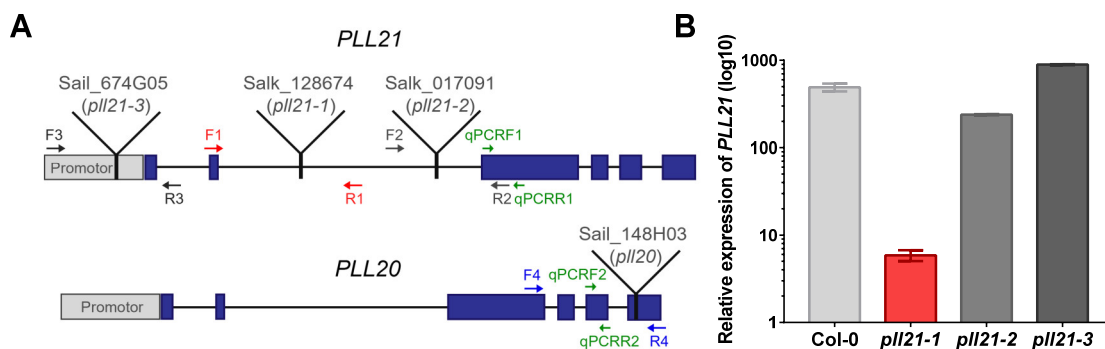 A
PLL21
Sail_674G05
(pll21-3)
Salk_128674
(pll21-1)
Salk_017091
(pll21-2)
F3
F1
F2
qPCRF1
Promotor
R3
R1
R2
qPCRR1
PLL20
Sail_148H03
(pll20)
F4
qPCRF2
Promotor
qPCRR2
R4
B
Relative expression of PLL21 (log10)
1000
100
10
1
Col-0
pll21-1
pll21-2
pll21-3